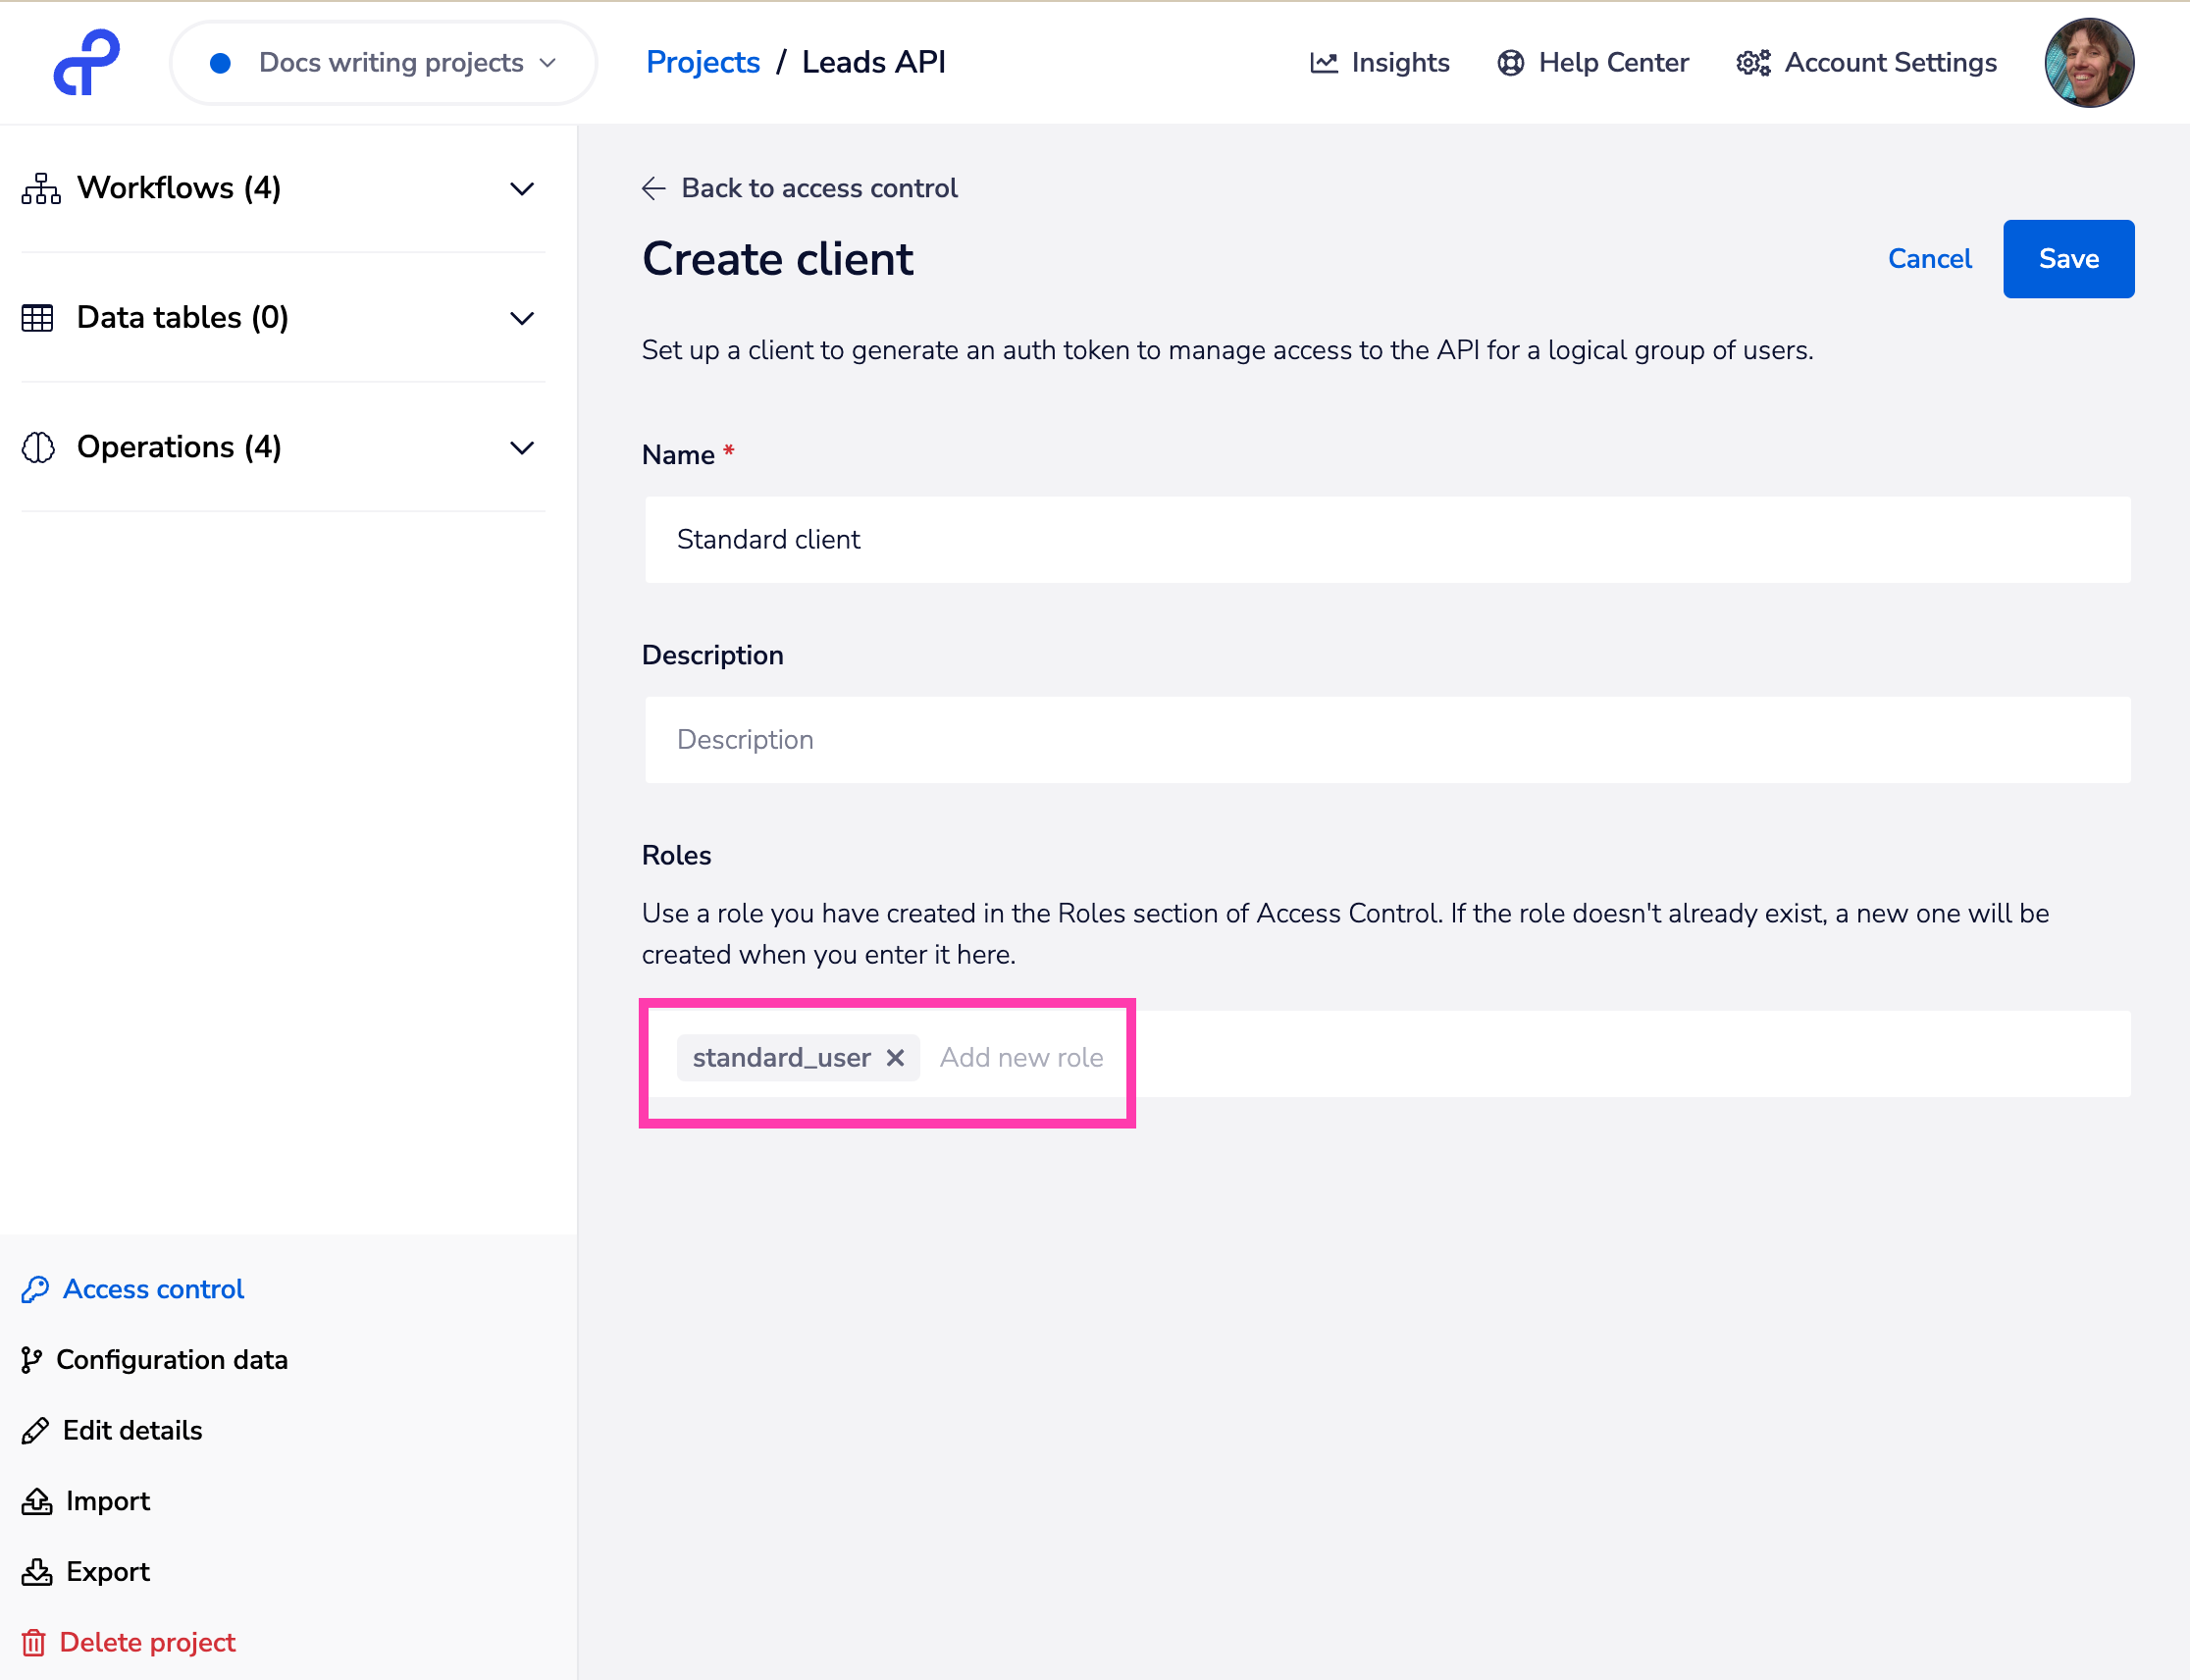 Docs writing projects
Projects / Leads API
Insights
Help Center
Account Settings
Workflows (4)
Data tables (0)
Operations (4)
Access control
Configuration data
Edit details
Import
Export
Delete project
Back to access control
Create client
Cancel
Save
Set up a client to generate an auth token to manage access to the API for a logical group of users.
Name *
Standard client
Description
Description
Roles
Use a role you have created in the Roles section of Access Control. If the role doesn't already exist, a new one will be
created when you enter it here.
standard_user
Add new role